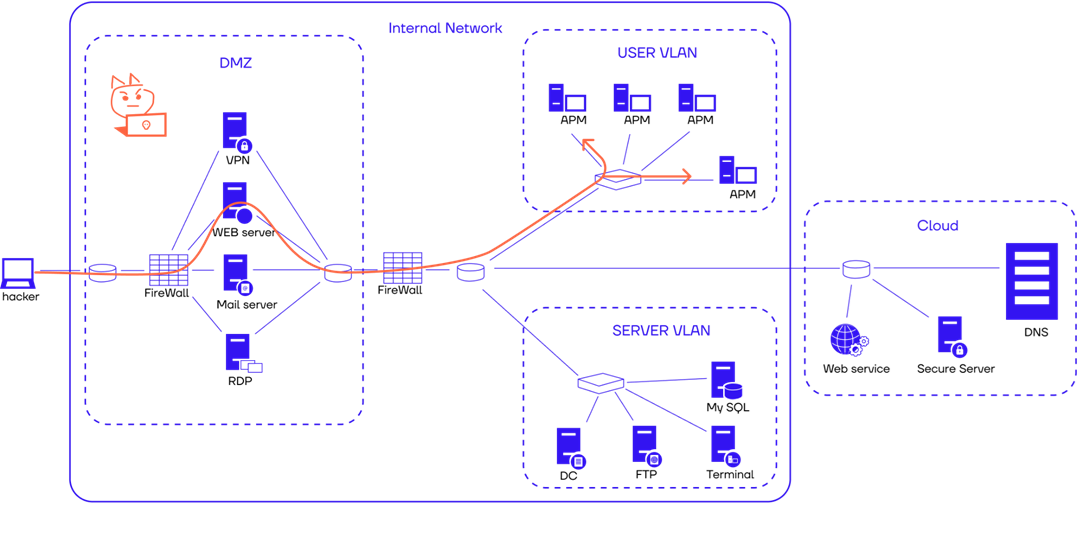 Internal Network
DMZ
USER VLAN
APM
APM
APM
VPN
APM
WEB server
Cloud
hacker
FireWall
FireWall
Mail server
SERVER VLAN
DNS
Web service
Secure Server
RDP
My SQL
DC
FTP
Terminal